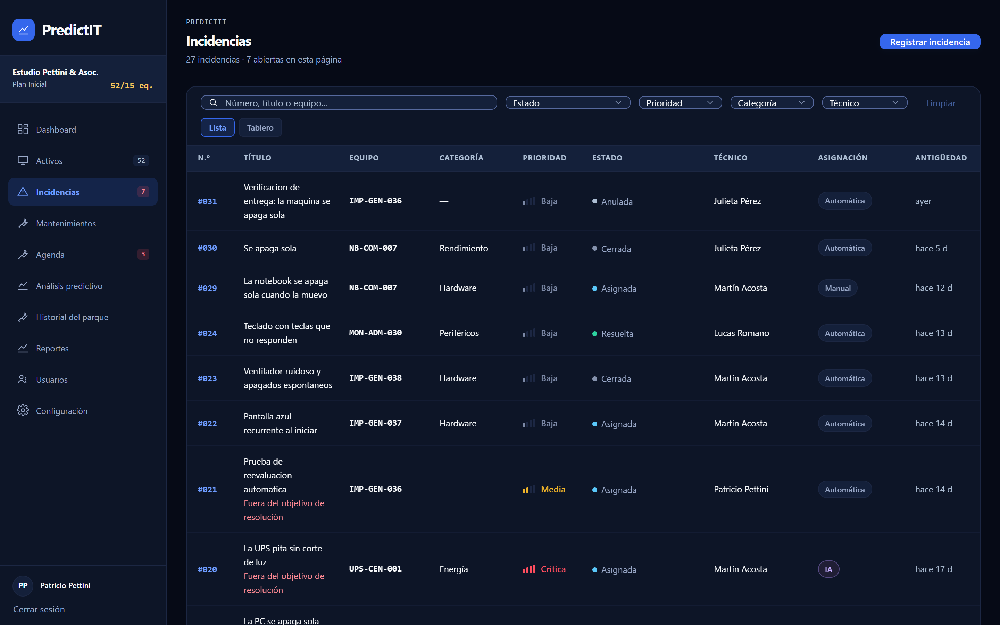 PredictIT
Estudio Pettini & Asoc.
Plan Inicial
52/15 eq.
Dashboard
Activos 52
Incidencias 7
Mantenimientos
Agenda 3
Análisis predictivo
Historial del parque
Reportes
Usuarios
Configuración
PP Patricio Pettini
Cerrar sesión
PREDICTIT
Incidencias
27 incidencias · 7 abiertas en esta página
Registrar incidencia
Número, título o equipo...
Estado
Prioridad
Categoría
Técnico
Limpiar
Lista
Tablero
N.º TÍTULO EQUIPO CATEGORÍA PRIORIDAD ESTADO TÉCNICO ASIGNACIÓN ANTIGÜEDAD
#031
Verificacion de
entrega: la maquina se
apaga sola
IMP-GEN-036 — Baja Anulada Julieta Pérez Automática ayer
#030 Se apaga sola NB-COM-007 Rendimiento Baja Cerrada Julieta Pérez Automática hace 5 d
#029
La notebook se apaga
sola cuando la muevo
NB-COM-007 Hardware Baja Asignada Martín Acosta Manual hace 12 d
#024
Teclado con teclas que
no responden
MON-ADM-030 Periféricos Baja Resuelta Lucas Romano Automática hace 13 d
#023
Ventilador ruidoso y
apagados espontaneos
IMP-GEN-038 Hardware Baja Cerrada Martín Acosta Automática hace 13 d
#022
Pantalla azul
recurrente al iniciar
IMP-GEN-037 Hardware Baja Asignada Martín Acosta Automática hace 14 d
#021
Prueba de
reevaluacion
automatica
Fuera del objetivo de
resolución
IMP-GEN-036 — Media Asignada Patricio Pettini Automática hace 14 d
#020
La UPS pita sin corte
de luz
Fuera del objetivo de
resolución
UPS-CEN-001 Energía Crítica Asignada Martín Acosta IA hace 17 d
La PC se apaga sola